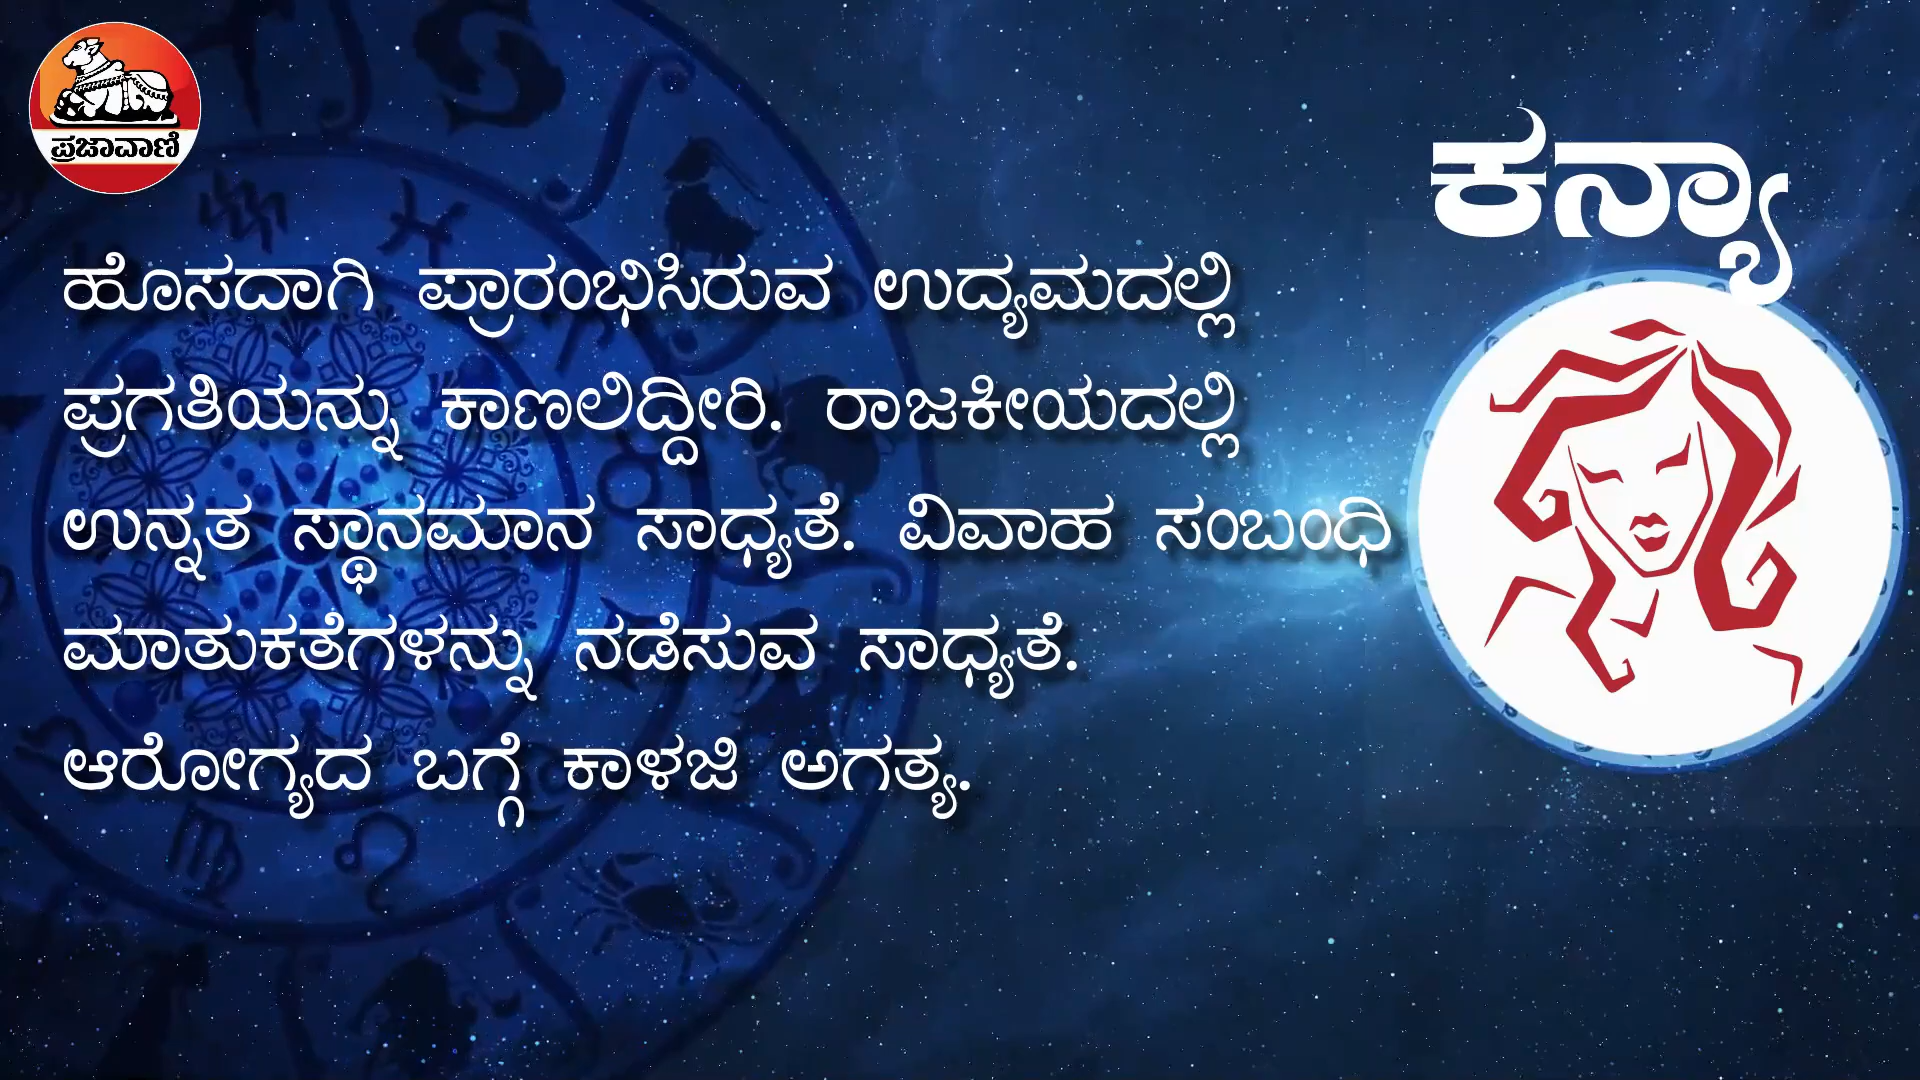 ಪ್ರಜಾವಾಣಿ
ಕನ್ಯಾ
ಹೊಸದಾಗಿ ಪ್ರಾರಂಭಿಸಿರುವ ಉದ್ಯಮದಲ್ಲಿ
ಪ್ರಗತಿಯನ್ನು ಕಾಣಲಿದ್ದೀರಿ. ರಾಜಕೀಯದಲ್ಲಿ
ಉನ್ನತ ಸ್ಥಾನಮಾನ ಸಾಧ್ಯತೆ. ವಿವಾಹ ಸಂಬಂಧಿ
ಮಾತುಕತೆಗಳನ್ನು ನಡೆಸುವ ಸಾಧ್ಯತೆ.
ಆರೋಗ್ಯದ ಬಗ್ಗೆ ಕಾಳಜಿ ಅಗತ್ಯ.